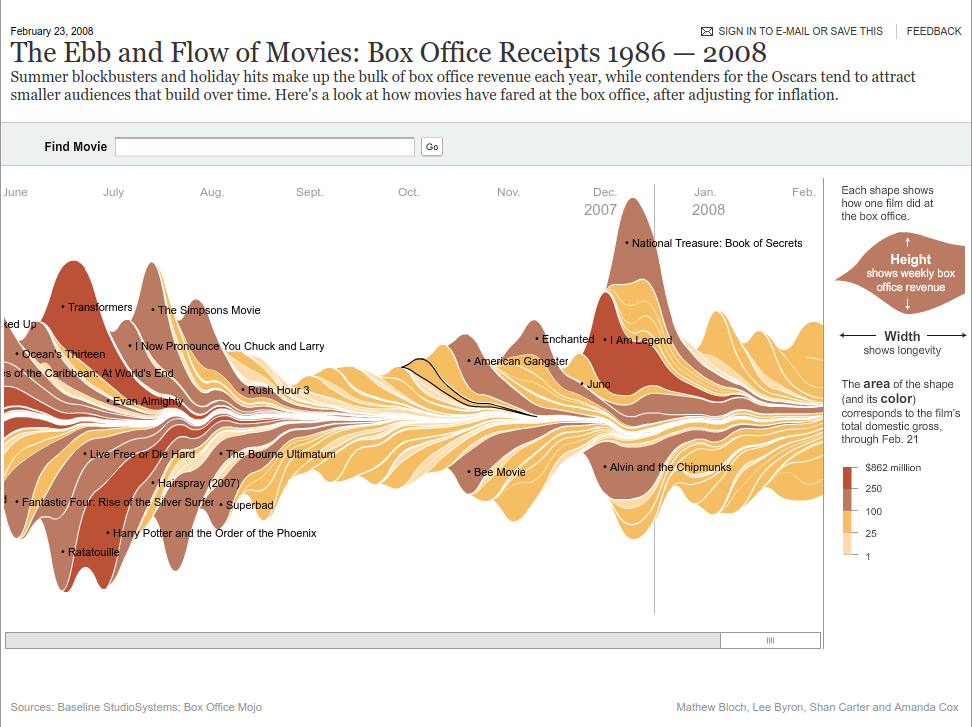 February 23, 2008
SIGN IN TO E-MAIL OR SAVE THIS
FEEDBACK
The Ebb and Flow of Movies: Box Office Receipts 1986 — 2008
Summer blockbusters and holiday hits make up the bulk of box office revenue each year, while contenders for the Oscars tend to attract
smaller audiences that build over time. Here's a look at how movies have fared at the box office, after adjusting for inflation.
Find Movie
Go
June
July
Aug.
Sept.
Oct.
Nov.
Dec.
Jan.
Feb.
2007
2008
• National Treasure: Book of Secrets
• Transformers
• The Simpsons Movie
ked Up
• Enchanted
• I Am Legend
• I Now Pronounce You Chuck and Larry
• Ocean's Thirteen
• American Gangster
es of the Caribbean: At World's End
• Juno
• Rush Hour 3
• Evan Almighty
• Live Free or Die Hard
• The Bourne Ultimatum
• Alvin and the Chipmunks
• Bee Movie
• Hairspray (2007)
d
• Fantastic Four: Rise of the Silver Surfer
• Superbad
• Harry Potter and the Order of the Phoenix
• Ratatouille
Each shape shows
how one film did at
the box office.
Height
shows weekly box
office revenue
Width
shows longevity
The area of the shape
(and its color)
corresponds to the film's
total domestic gross,
through Feb. 21
$862 milllion
250
100
25
1
Sources: Baseline StudioSystems; Box Office Mojo
Mathew Bloch, Lee Byron, Shan Carter and Amanda Cox